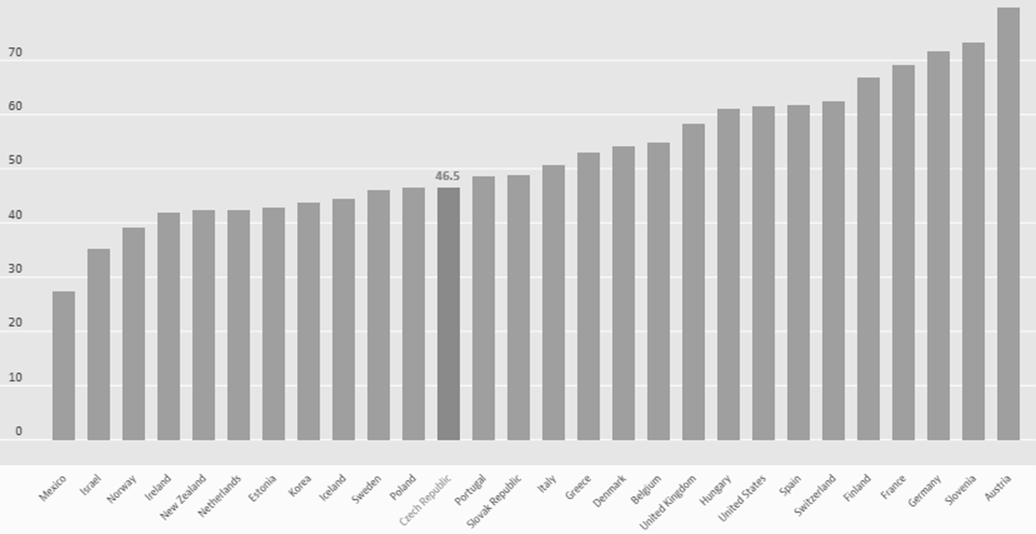 70
60
50
46.5
40
30
20
10
0
Mexico
Israel
Norway
Ireland
New Zealand
Netherlands
Estonia
Korea
Iceland
Sweden
Poland
Czech Republic
Portugal
Slovak Republic
Italy
Greece
Denmark
Belgium
United Kingdom
Hungary
United States
Spain
Switzerland
Finland
France
Germany
Slovenia
Austria